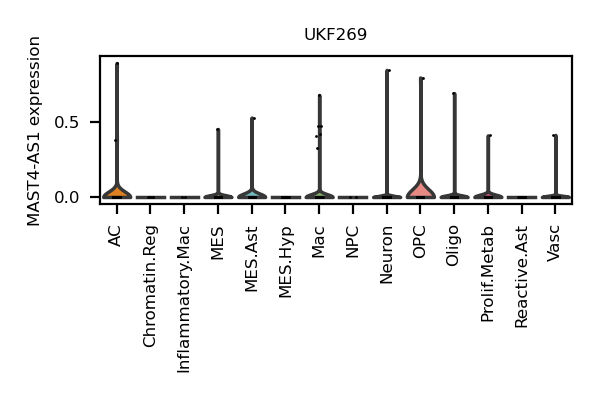 UKF269
MAST4-AS1 expression
0.5
0.0
AC
Chromatin.Reg
Inflammatory.Mac
MES
MES.Ast
MES.Hyp
Mac
NPC
Neuron
OPC
Oligo
Prolif.Metab
Reactive.Ast
Vasc